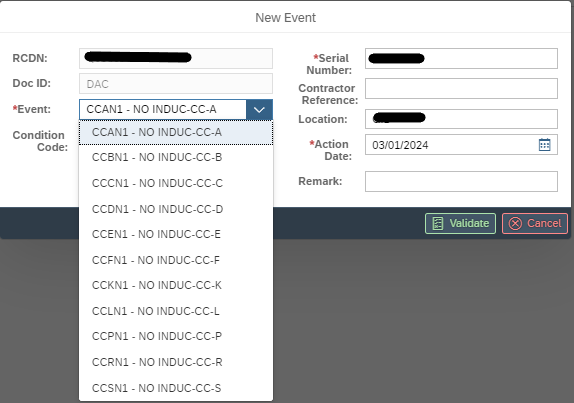 New Event
RCDN:
Doc ID: DAC
*Event: CCAN1 - NO INDUC-CC-A
Condition Code:
CCAN1 - NO INDUC-CC-A
CCBN1 - NO INDUC-CC-B
CCCN1 - NO INDUC-CC-C
CCDN1 - NO INDUC-CC-D
CCEN1 - NO INDUC-CC-E
CCFN1 - NO INDUC-CC-F
CCKN1 - NO INDUC-CC-K
CCLN1 - NO INDUC-CC-L
CCPN1 - NO INDUC-CC-P
CCRN1 - NO INDUC-CC-R
CCSN1 - NO INDUC-CC-S
*Serial
Number:
Contractor
Reference:
Location:
*Action
Date: 03/01/2024
Remark:
Validate
Cancel